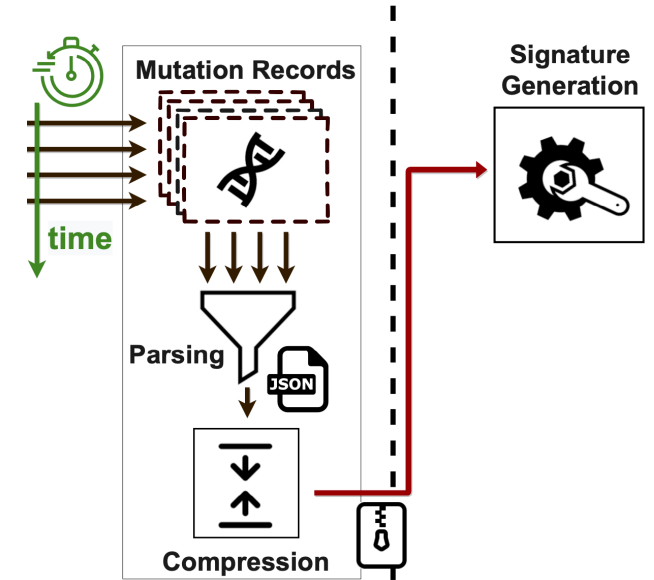 Signature
Generation
Mutation Records
time
Parsing
JSON
Compression